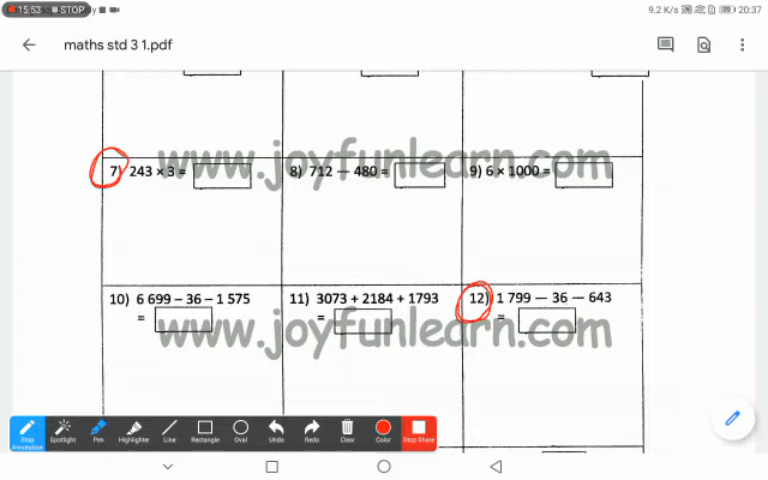 15:53 STOP 9.2 K/s 20:37
maths std 3 1.pdf
7) 243 × 3 = 8) 712 — 480 = 9) 6 × 1000 =
www.joyfunlearn.com
10) 6 699 – 36 – 1 575 11) 3073 + 2184 + 1793 12) 1 799 — 36 — 643
= = =
www.joyfunlearn.com
Stop Annotation Spotlight Pen Highlighter Line Rectangle Oval Undo Redo Clear Color Stop Share